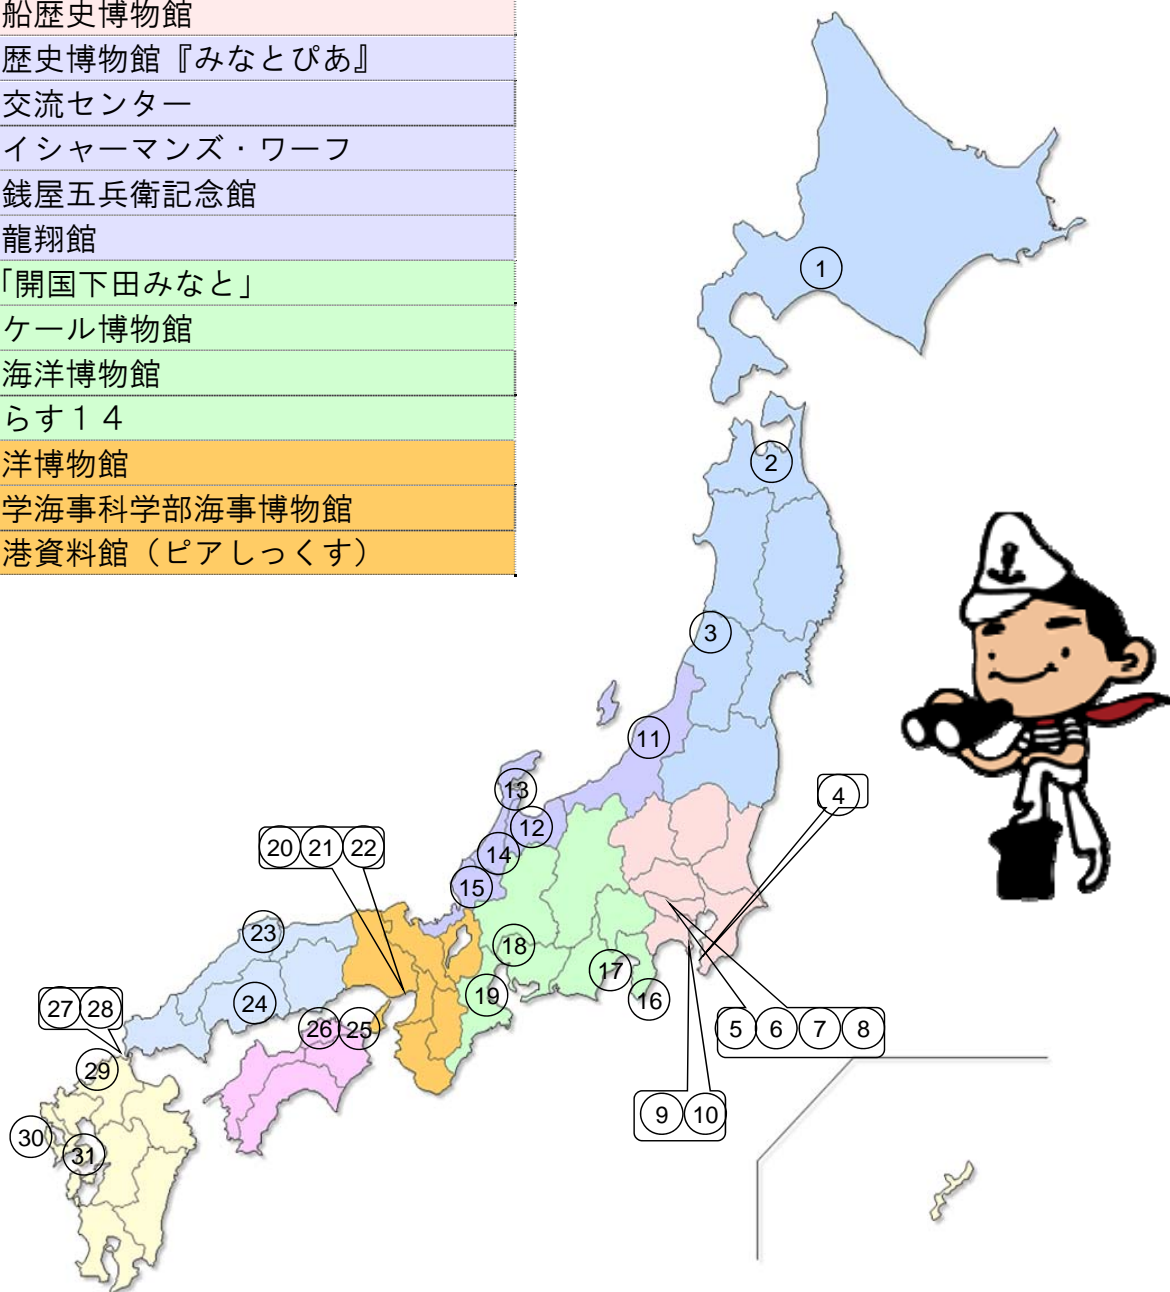 船歴史博物館
歴史博物館『みなとぴあ』
交流センター
イシャーマンズ・ワーフ
銭屋五兵衛記念館
龍翔館
「開国下田みなと」
ケール博物館
海洋博物館
らす１４
洋博物館
学海事科学部海事博物館
港資料館（ピアしっくす）
1
2
3
11
13
4
12
20 21 22
14
15
23
18
17
27 28
24
19
16
26 25
5 6 7 8
29
9 10
30
31